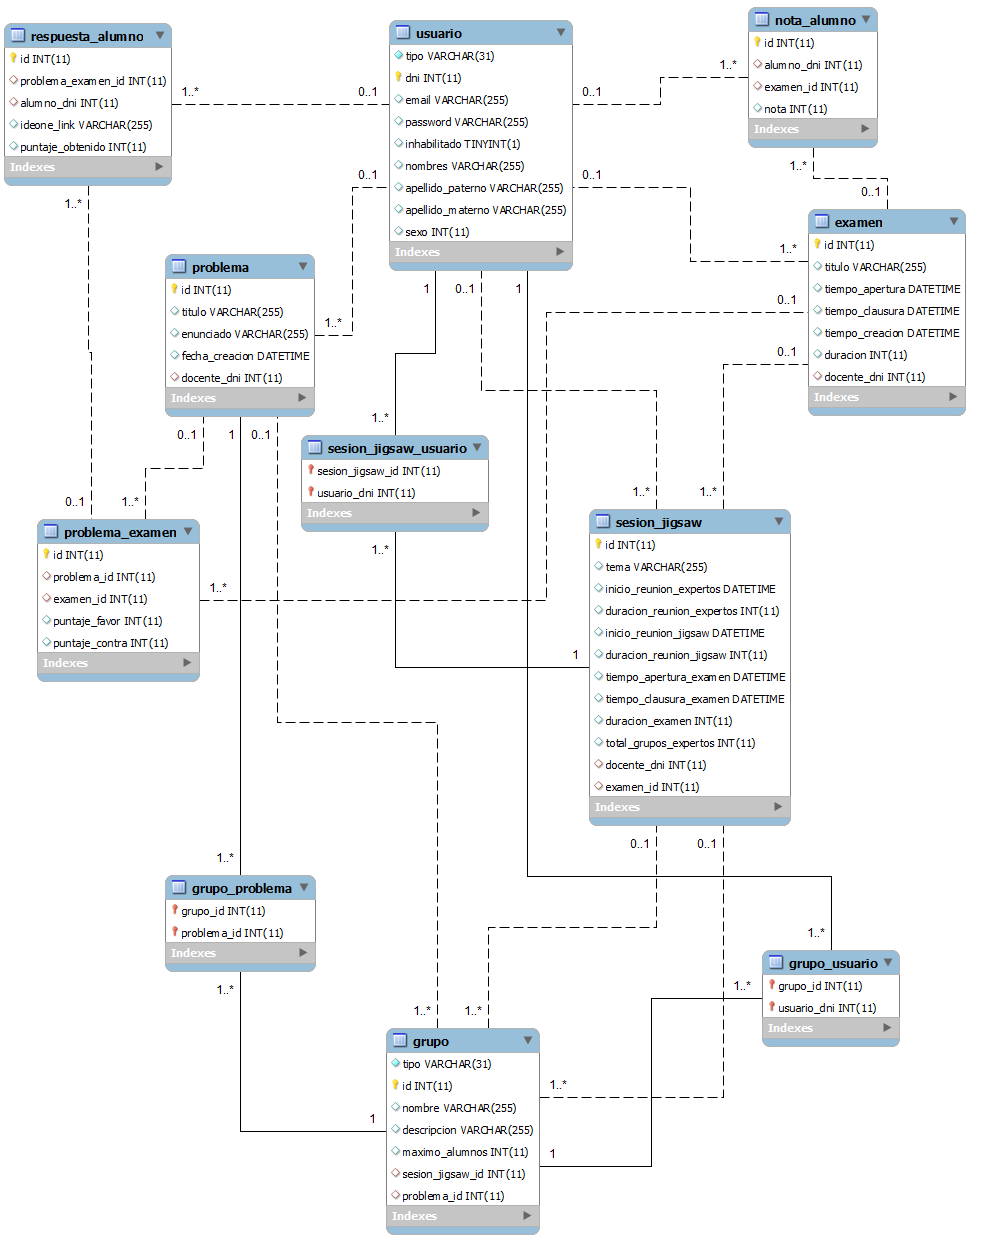 respuesta_alumno
id INT(11)
problema_examen_id INT(11)
alumno_dni INT(11)
ideone_link VARCHAR(255)
puntaje_obtenido INT(11)
Indexes
usuario
tipo VARCHAR(31)
dni INT(11)
email VARCHAR(255)
password VARCHAR(255)
inhabilitado TINYINT(1)
nombres VARCHAR(255)
apellido_paterno VARCHAR(255)
apellido_materno VARCHAR(255)
sexo INT(11)
Indexes
nota_alumno
id INT(11)
alumno_dni INT(11)
examen_id INT(11)
nota INT(11)
Indexes
1..*
0..1
0..1
1..*
1..*
0..1
examen
id INT(11)
titulo VARCHAR(255)
tiempo_apertura DATETIME
tiempo_clausura DATETIME
tiempo_creacion DATETIME
duracion INT(11)
docente_dni INT(11)
Indexes
0..1
0..1
1..*
1..*
0..1
0..1
problema
id INT(11)
titulo VARCHAR(255)
enunciado VARCHAR(255)
fecha_creacion DATETIME
docente_dni INT(11)
Indexes
1..*
1
0..1
1
0..1
1
0..1
1..*
sesion_jigsaw_usuario
sesion_jigsaw_id INT(11)
usuario_dni INT(11)
Indexes
1..*
0..1
1..*
1..*
1..*
problema_examen
id INT(11)
problema_id INT(11)
examen_id INT(11)
puntaje_favor INT(11)
puntaje_contra INT(11)
Indexes
1..*
sesion_jigsaw
id INT(11)
tema VARCHAR(255)
inicio_reunion_expertos DATETIME
duracion_reunion_expertos INT(11)
inicio_reunion_jigsaw DATETIME
duracion_reunion_jigsaw INT(11)
tiempo_apertura_examen DATETIME
tiempo_clausura_examen DATETIME
duracion_examen INT(11)
total_grupos_expertos INT(11)
docente_dni INT(11)
examen_id INT(11)
Indexes
1
0..1
0..1
1..*
grupo_problema
grupo_id INT(11)
problema_id INT(11)
Indexes
1..*
1..*
grupo_usuario
grupo_id INT(11)
usuario_dni INT(11)
Indexes
1..*
1..*
1..*
grupo
tipo VARCHAR(31)
id INT(11)
nombre VARCHAR(255)
descripcion VARCHAR(255)
maximo_alumnos INT(11)
sesion_jigsaw_id INT(11)
problema_id INT(11)
Indexes
1..*
1
1